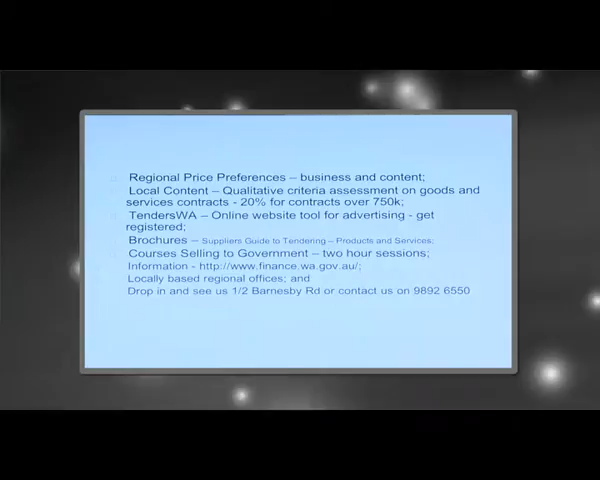 Regional Price Preferences – business and content;
Local Content – Qualitative criteria assessment on goods and
services contracts - 20% for contracts over 750k;
TendersWA – Online website tool for advertising - get
registered;
Brochures – Suppliers Guide to Tendering – Products and Services;
Courses Selling to Government – two hour sessions;
Information - http://www.finance.wa.gov.au/;
Locally based regional offices; and
Drop in and see us 1/2 Barnesby Rd or contact us on 9892 6550